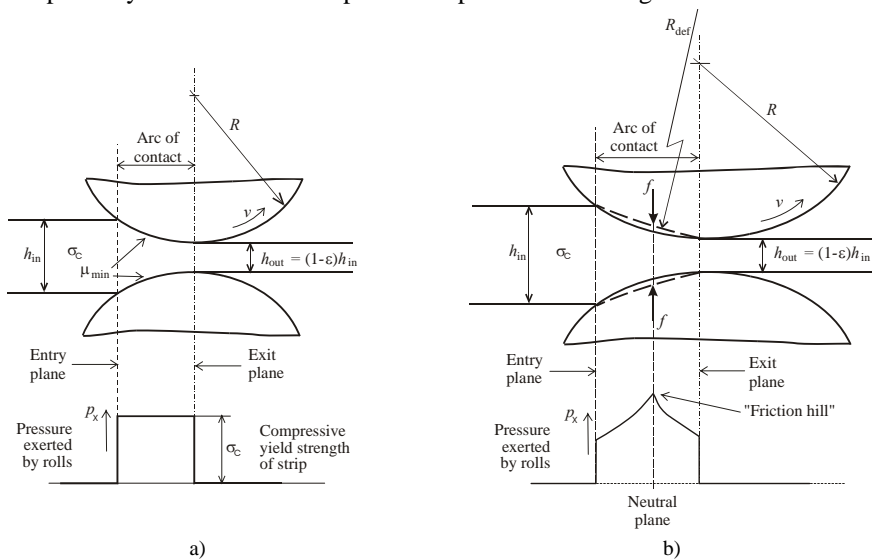 R
def
R
R
Arc of
contact
Arc of
contact
f
v
v
h_in
σ_c
μ_min
h_out = (1-ε)h_in
h_in
σ_c
h_out = (1-ε)h_in
f
Entry
plane
Exit
plane
Entry
plane
Exit
plane
p_x
Pressure
exerted
by rolls
σ_c
Compressive
yield strength
of strip
p_x
Pressure
exerted
by rolls
"Friction hill"
Neutral
plane
a)
b)